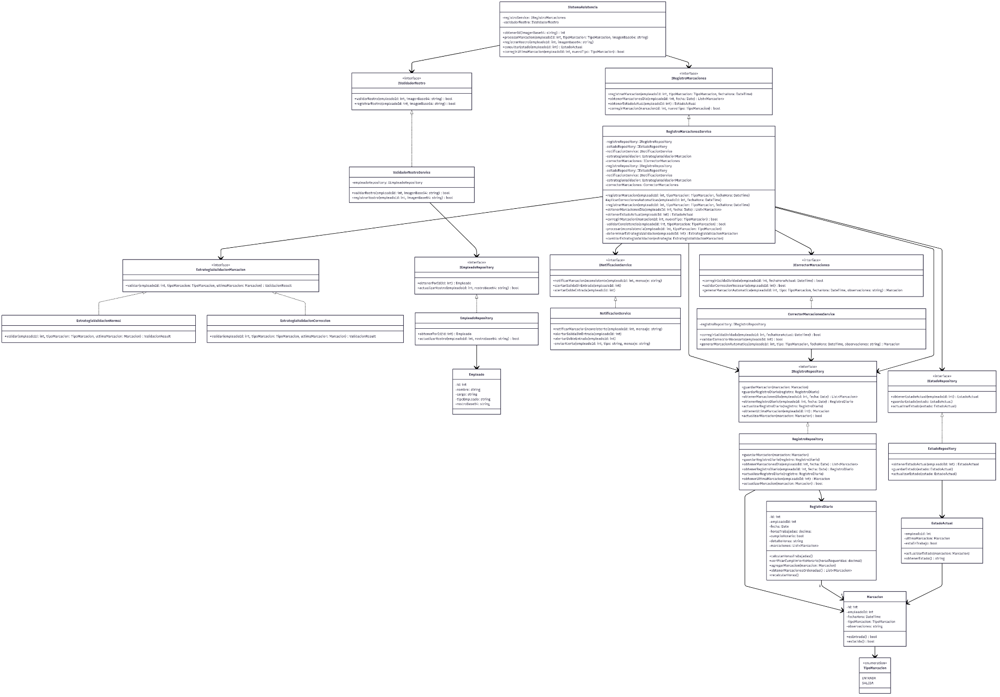 SistemaAsistencia
-registroService: IRegistroMarcaciones
-validadorRostro: IValidadorRostro
+obtenerId(imagenBase64: string) : int
+procesarMarcacion(empleadoId: int, tipoMarcacion: TipoMarcacion, imagenBase64: string)
+registrarRostro(empleadoId: int, imagenBase64: string)
+consultarEstado(empleadoId: int) : EstadoActual
+corregirUltimaMarcacion(empleadoId: int, nuevoTipo: TipoMarcacion) : bool
«interface»
IValidadorRostro
+validarRostro(empleadoId: int, imagenBase64: string) : bool
+registrarRostro(empleadoId: int, imagenBase64: string) : bool
«interface»
IRegistroMarcaciones
+registrarMarcacion(empleadoId: int, tipoMarcacion: TipoMarcacion, fechaHora: DateTime)
+obtenerMarcacionesDia(empleadoId: int, fecha: Date) : List<Marcacion>
+obtenerEstadoActual(empleadoId: int) : EstadoActual
+corregirMarcacion(marcacionId: int, nuevoTipo: TipoMarcacion) : bool
ValidadorRostroService
-empleadoRepository: IEmpleadoRepository
+validarRostro(empleadoId: int, imagenBase64: string) : bool
+registrarRostro(empleadoId: int, imagenBase64: string) : bool
RegistroMarcacionesService
-registroRepository: IRegistroRepository
-estadoRepository: IEstadoRepository
-notificacionService: INotificacionService
-estrategiaValidacion: EstrategiaValidacionMarcacion
-correctorMarcaciones: ICorrectorMarcaciones
-registroRepository: IRegistroRepository
-estadoRepository: IEstadoRepository
-notificacionService: INotificacionService
-estrategiaValidacion: EstrategiaValidacionMarcacion
-correctorMarcaciones: CorrectorMarcaciones
+registrarMarcacion(empleadoId: int, tipoMarcacion: TipoMarcacion, fechaHora: DateTime)
#aplicarCorreccionesAutomaticas(empleadoId: int, fechaHora: DateTime)
+registrarMarcacion(empleadoId: int, tipoMarcacion: TipoMarcacion, fechaHora: DateTime)
+obtenerMarcacionesDia(empleadoId: int, fecha: Date) : List<Marcacion>
+obtenerEstadoActual(empleadoId: int) : EstadoActual
+corregirMarcacion(marcacionId: int, nuevoTipo: TipoMarcacion) : bool
-validarConsistencia(empleadoId: int, tipoMarcacion: TipoMarcacion) : bool
-procesarInconsistencia(empleadoId: int, tipoMarcacion: TipoMarcacion)
-determinarEstrategiaValidacion(empleadoId: int) : EstrategiaValidacionMarcacion
+cambiarEstrategiaValidacion(estrategia: EstrategiaValidacionMarcacion)
«interface»
EstrategiaValidacionMarcacion
+validar(empleadoId: int, tipoMarcacion: TipoMarcacion, ultimaMarcacion: Marcacion) : ValidacionResult
«interface»
IEmpleadoRepository
+obtenerPorId(id: int) : Empleado
+actualizarRostro(empleadoId: int, rostroBase64: string) : bool
«interface»
INotificacionService
+notificarMarcacionInconsistente(empleadoId: int, mensaje: string)
+alertarSalidaSinEntrada(empleadoId: int)
+alertarDobleEntrada(empleadoId: int)
«interface»
ICorrectorMarcaciones
+corregirSalidaOlvidada(empleadoId: int, fechaHoraActual: DateTime) : bool
+validarCorreccionNecesaria(empleadoId: int) : bool
+generarMarcacionAutomatica(empleadoId: int, tipo: TipoMarcacion, fechaHora: DateTime, observaciones: string) : Marcacion
EstrategiaValidacionNormal
+validar(empleadoId: int, tipoMarcacion: TipoMarcacion, ultimaMarcacion: Marcacion) : ValidacionResult
EstrategiaValidacionCorreccion
+validar(empleadoId: int, tipoMarcacion: TipoMarcacion, ultimaMarcacion: Marcacion) : ValidacionResult
EmpleadoRepository
+obtenerPorId(id: int) : Empleado
+actualizarRostro(empleadoId: int, rostroBase64: string) : bool
NotificacionService
+notificarMarcacionInconsistente(empleadoId: int, mensaje: string)
+alertarSalidaSinEntrada(empleadoId: int)
+alertarDobleEntrada(empleadoId: int)
-enviarAlerta(empleadoId: int, tipo: string, mensaje: string)
CorrectorMarcacionesService
-registroRepository: IRegistroRepository
+corregirSalidaOlvidada(empleadoId: int, fechaHoraActual: DateTime) : bool
+validarCorreccionNecesaria(empleadoId: int) : bool
+generarMarcacionAutomatica(empleadoId: int, tipo: TipoMarcacion, fechaHora: DateTime, observaciones: string) : Marcacion
Empleado
-id: int
-nombre: string
-cargo: string
-tipoEmpleado: string
-rostroBase64: string
«interface»
IRegistroRepository
+guardarMarcacion(marcacion: Marcacion)
+guardarRegistroDiario(registro: RegistroDiario)
+obtenerMarcacionesDia(empleadoId: int, fecha: Date) : List<Marcacion>
+obtenerRegistroDiario(empleadoId: int, fecha: Date) : RegistroDiario
+actualizarRegistroDiario(registro: RegistroDiario)
+obtenerUltimaMarcacion(empleadoId: int) : Marcacion
+actualizarMarcacion(marcacion: Marcacion) : bool
«interface»
IEstadoRepository
+obtenerEstadoActual(empleadoId: int) : EstadoActual
+guardarEstado(estado: EstadoActual)
+actualizarEstado(estado: EstadoActual)
RegistroRepository
+guardarMarcacion(marcacion: Marcacion)
+guardarRegistroDiario(registro: RegistroDiario)
+obtenerMarcacionesDia(empleadoId: int, fecha: Date) : List<Marcacion>
+obtenerRegistroDiario(empleadoId: int, fecha: Date) : RegistroDiario
+actualizarRegistroDiario(registro: RegistroDiario)
+obtenerUltimaMarcacion(empleadoId: int) : Marcacion
+actualizarMarcacion(marcacion: Marcacion) : bool
EstadoRepository
+obtenerEstadoActual(empleadoId: int) : EstadoActual
+guardarEstado(estado: EstadoActual)
+actualizarEstado(estado: EstadoActual)
RegistroDiario
-id: int
-empleadoId: int
-fecha: Date
-horasTrabajadas: decimal
-cumplioHorario: bool
-detalleHoras: string
-marcaciones: List<Marcacion>
+calcularHorasTrabajadas()
+verificarCumplimientoHorario(horasRequeridas: decimal)
+agregarMarcacion(marcacion: Marcacion)
+obtenerMarcacionesOrdenadas() : List<Marcacion>
+recalcularHoras()
EstadoActual
-empleadoId: int
-ultimaMarcacion: Marcacion
-estaEnTrabajo: bool
+actualizarEstado(marcacion: Marcacion)
+obtenerEstado() : string
Marcacion
-id: int
-empleadoId: int
-fechaHora: DateTime
-tipoMarcacion: TipoMarcacion
-observaciones: string
+esEntrada() : bool
+esSalida() : bool
«enumeration»
TipoMarcacion
ENTRADA
SALIDA